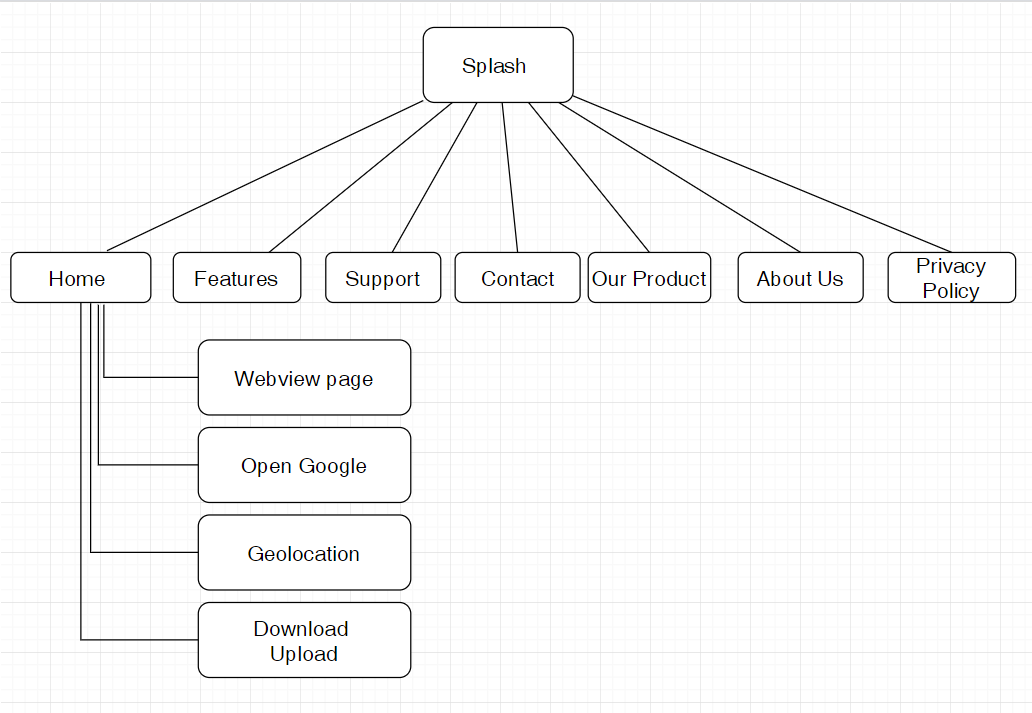 Splash
Home
Features
Support
Contact
Our Product
About Us
Privacy
Policy
Webview page
Open Google
Geolocation
Download
Upload